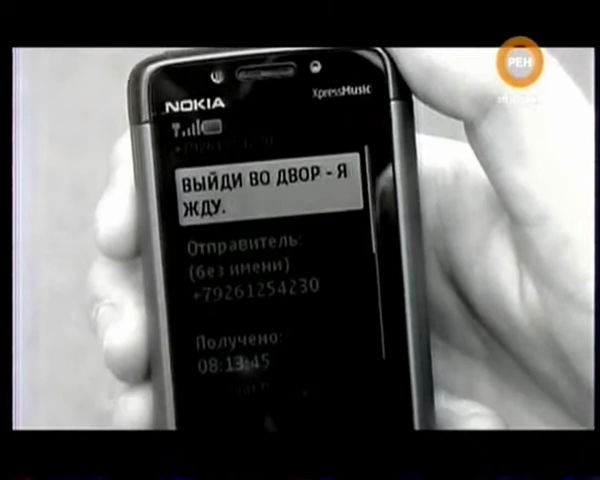 РЕН
NOKIA
XpressMusic
ВЫЙДИ ВО ДВОР - Я
ЖДУ.
Отправитель:
(без имени)
+79261254230
Получено:
08:13:45